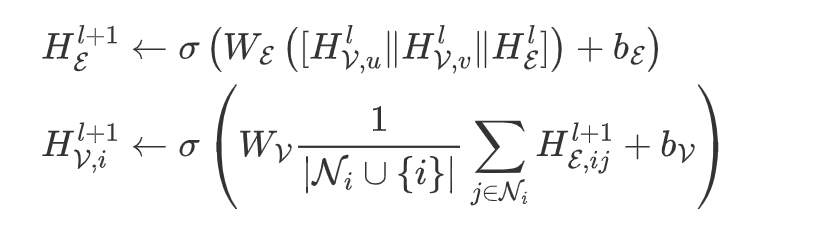 $H_{\mathcal{E}}^{l+1} \leftarrow \sigma \left( W_{\mathcal{E}} \left( [H_{\mathcal{V},u}^{l} \| H_{\mathcal{V},v}^{l} \| H_{\mathcal{E}}^{l}] \right) + b_{\mathcal{E}} \right)$
$H_{\mathcal{V},i}^{l+1} \leftarrow \sigma \left( W_{\mathcal{V}} \frac{1}{|\mathcal{N}_i \cup \{i\}|} \sum_{j \in \mathcal{N}_i} H_{\mathcal{E},ij}^{l+1} + b_{\mathcal{V}} \right)$